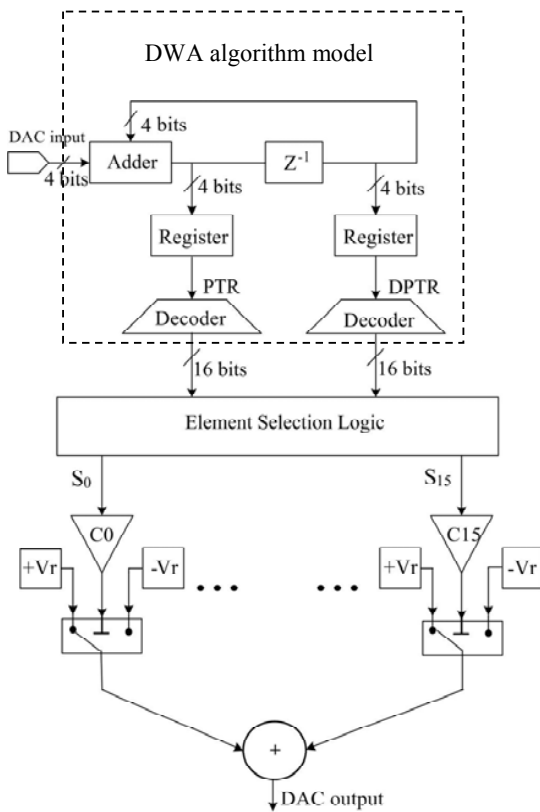 DWA algorithm model
4 bits
DAC input
4 bits
Adder
Z-1
4 bits
4 bits
Register
Register
PTR
DPTR
Decoder
Decoder
16 bits
16 bits
Element Selection Logic
S0
S15
C0
C15
+Vr
-Vr
+Vr
-Vr
+
DAC output